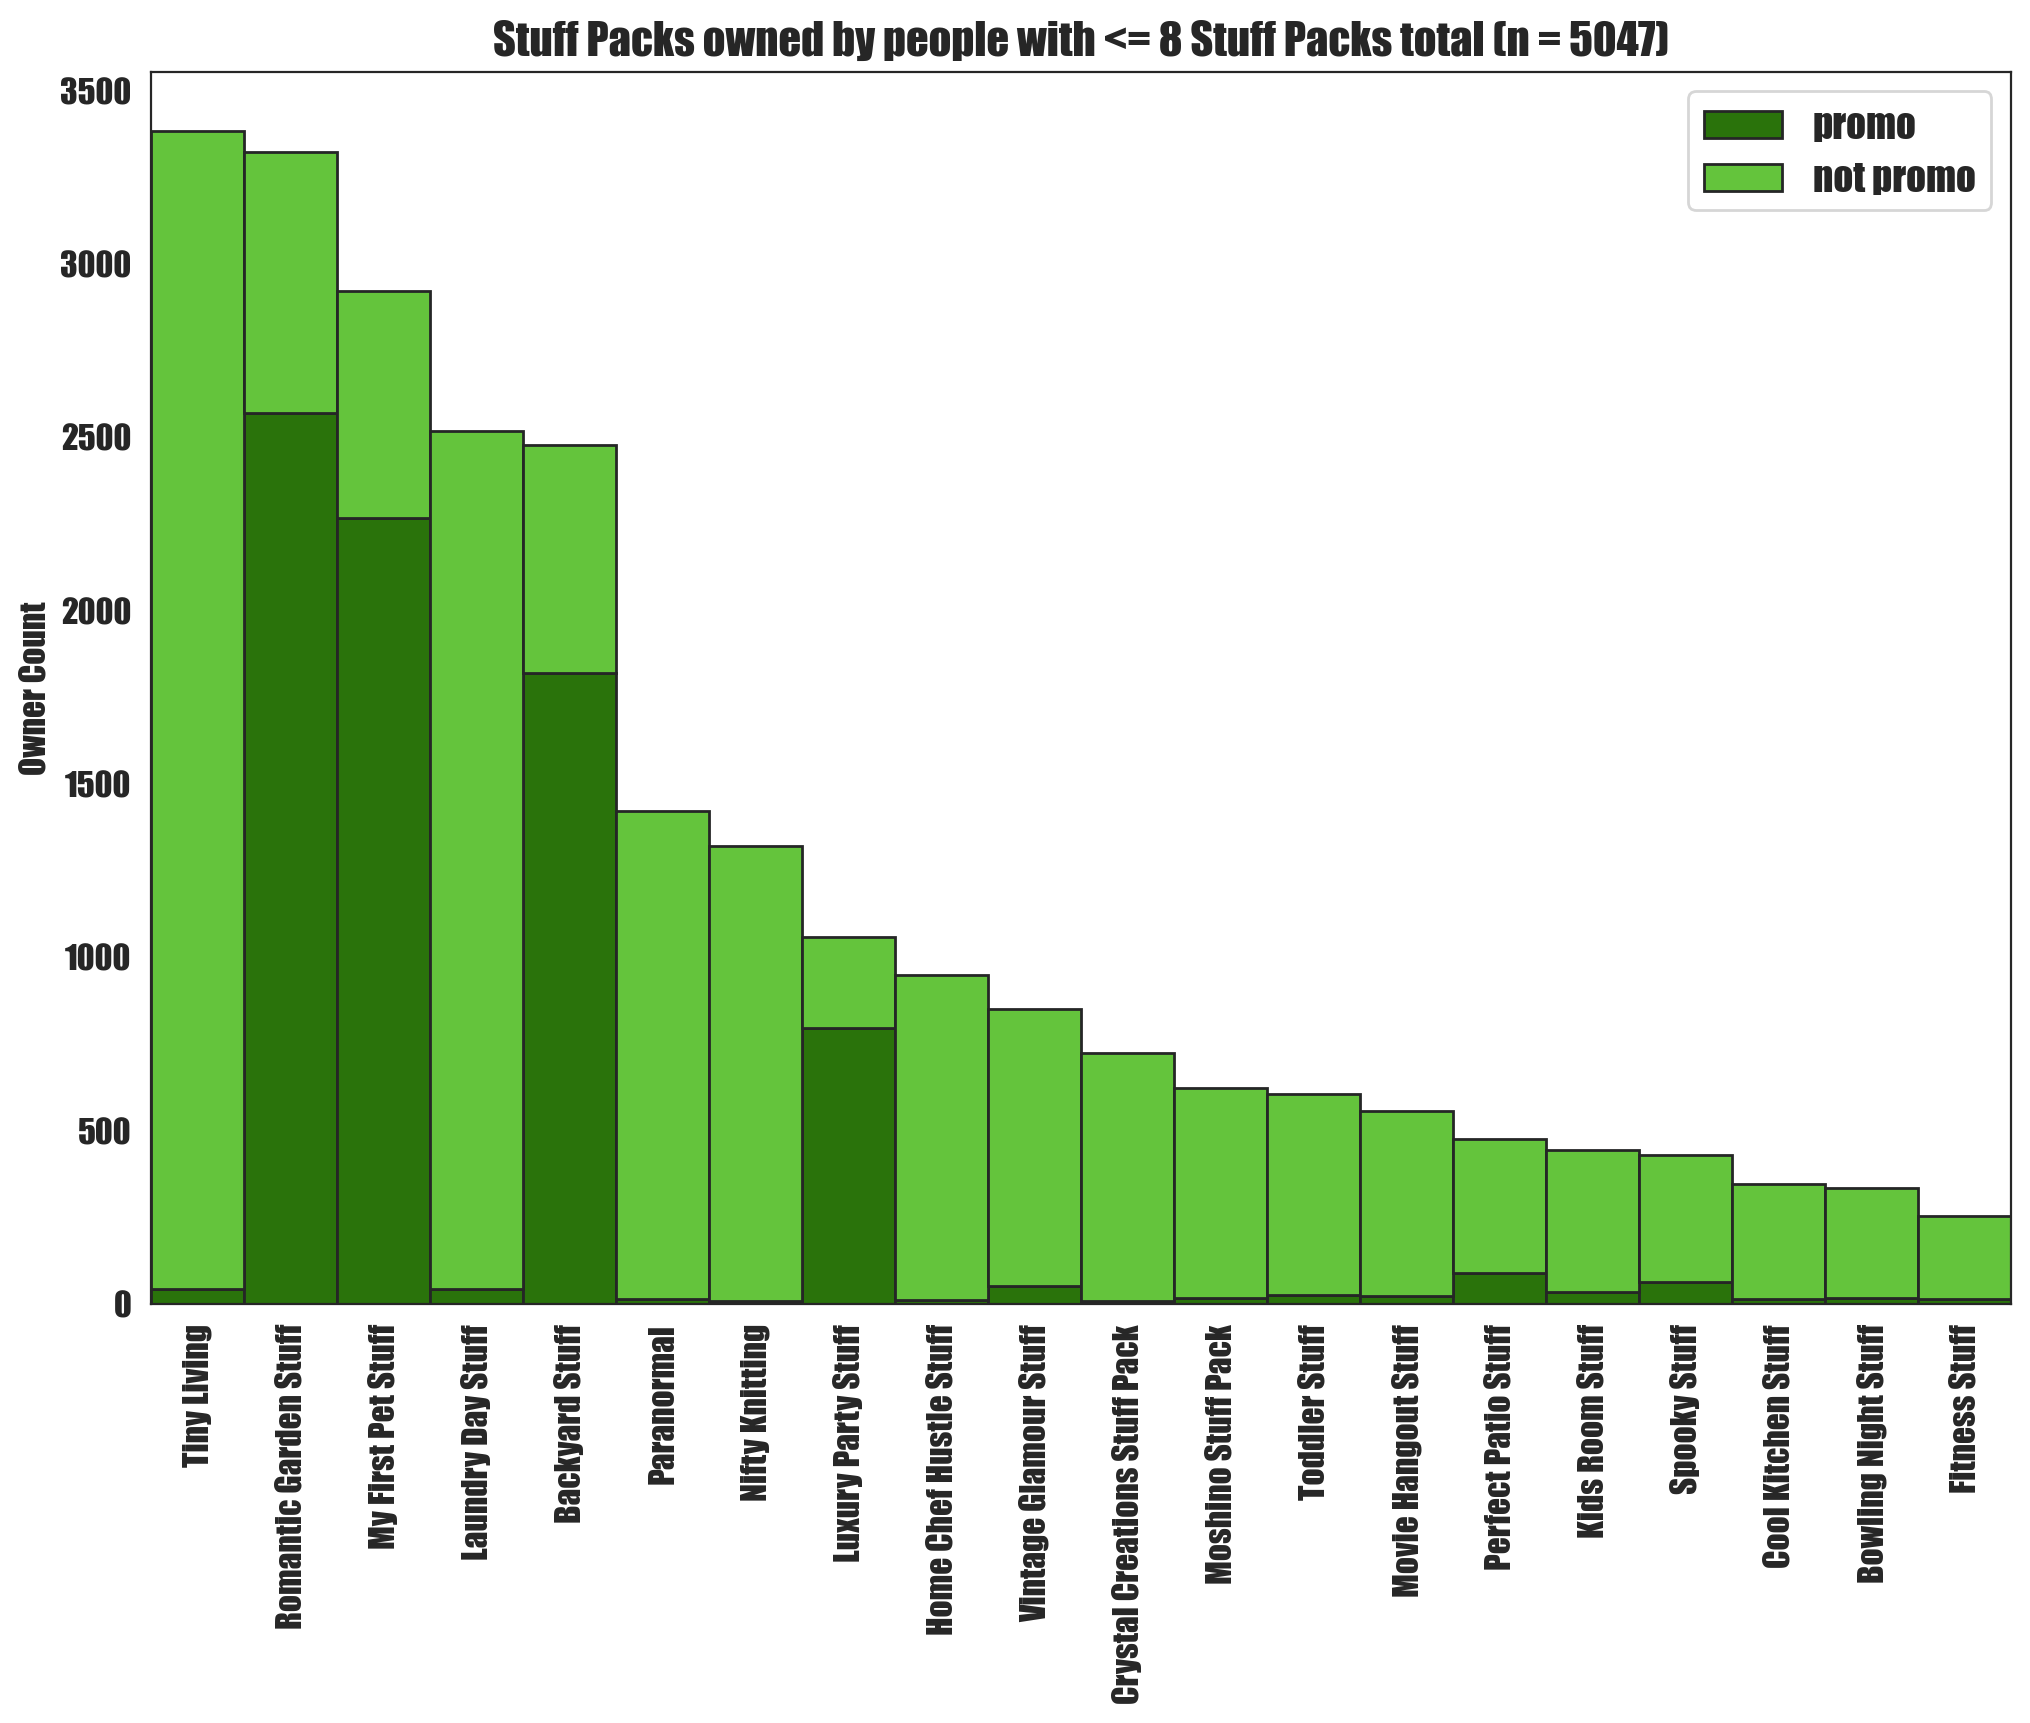 Stuff Packs owned by people with <= 8 Stuff Packs total (n = 5047)
promo
not promo
Owner Count
3500
3000
2500
2000
1500
1000
500
0
Tiny Living
Romantic Garden Stuff
My First Pet Stuff
Laundry Day Stuff
Backyard Stuff
Paranormal
Nifty Knitting
Luxury Party Stuff
Home Chef Hustle Stuff
Vintage Glamour Stuff
Crystal Creations Stuff Pack
Moshino Stuff Pack
Toddler Stuff
Movie Hangout Stuff
Perfect Patio Stuff
Kids Room Stuff
Spooky Stuff
Cool Kitchen Stuff
Bowling Night Stuff
Fitness Stuff